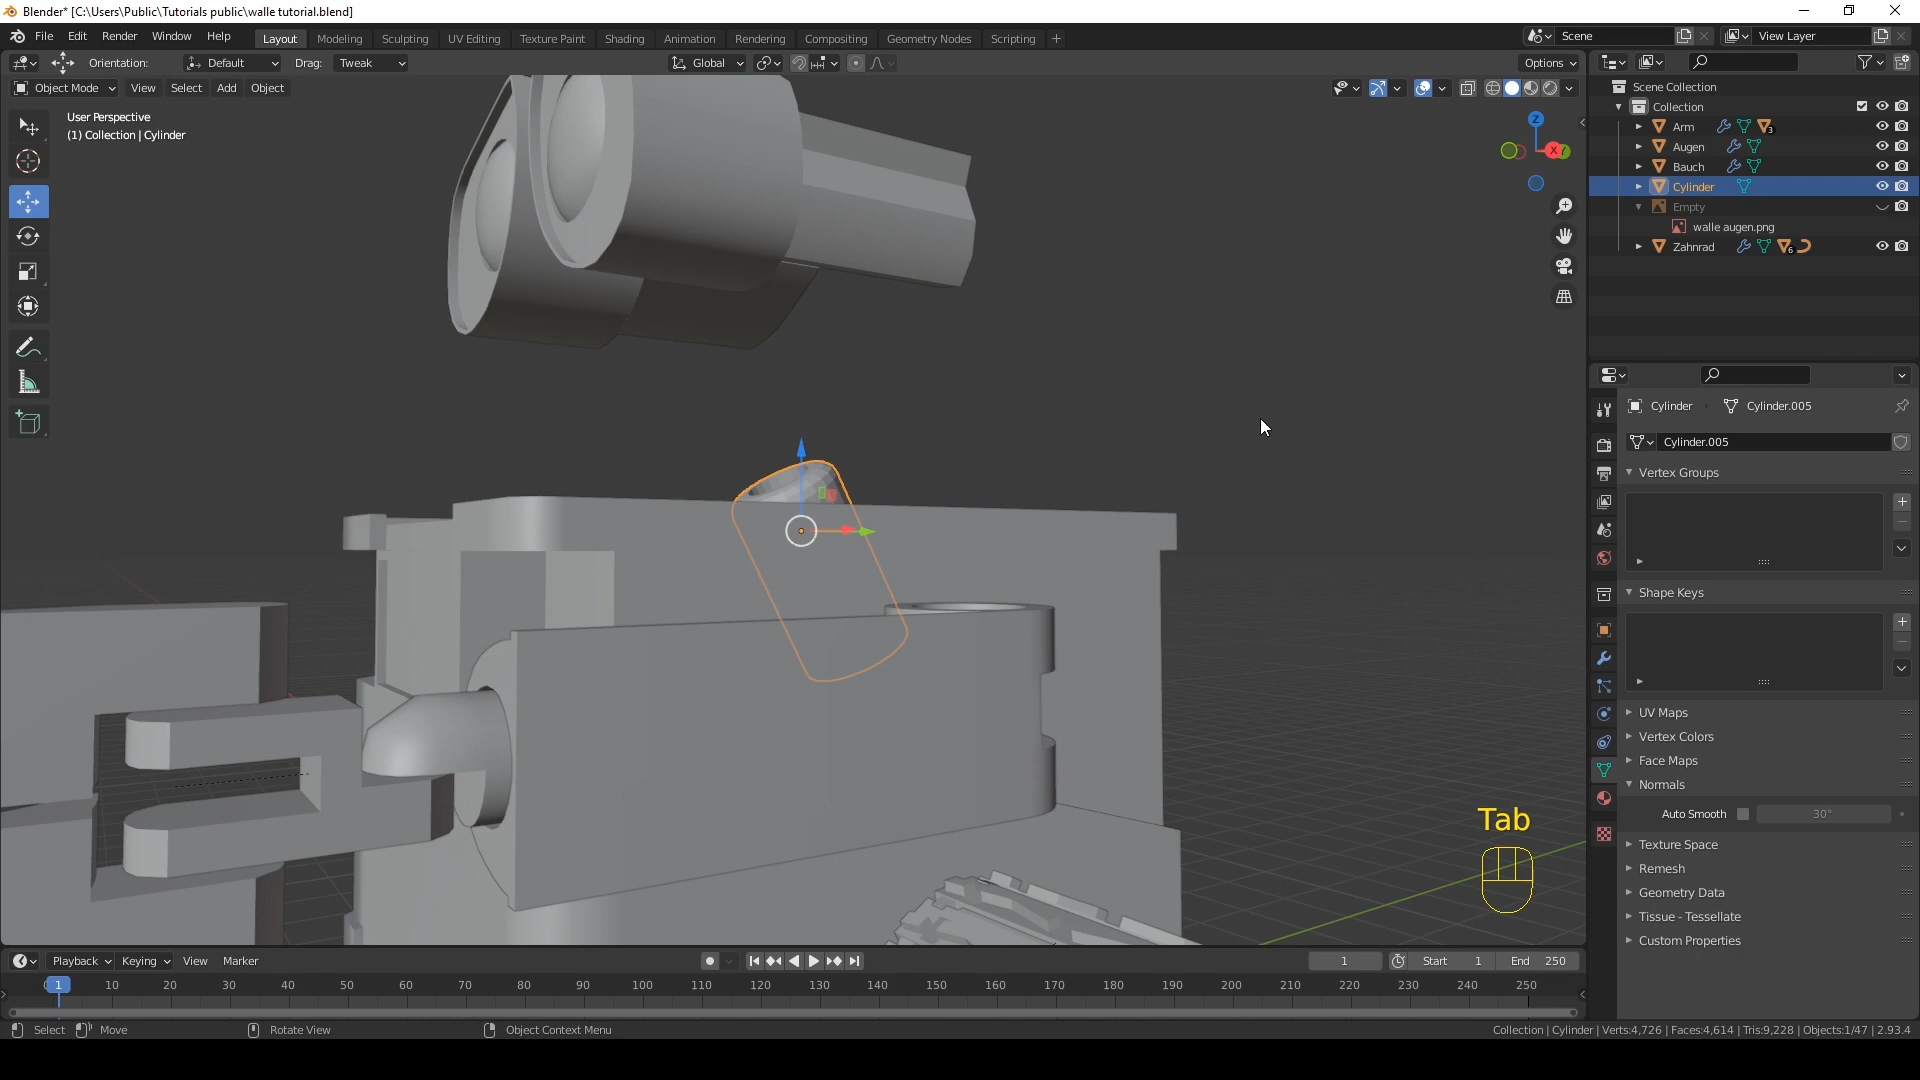 Blender* [C:\Users\Public\Tutorials public\walle tutorial.blend]
File Edit Render Window Help Layout Modeling Sculpting UV Editing Texture Paint Shading Animation Rendering Compositing Geometry Nodes Scripting + Scene View Layer
Orientation: Default Drag: Tweak Global Options
Object Mode View Select Add Object
User Perspective
(1) Collection | Cylinder
Z
X
Y
Scene Collection
Collection
Arm 3
Augen
Bauch
Cylinder
Empty
walle augen.png
Zahnrad 6
Cylinder Cylinder.005
Cylinder.005
Vertex Groups
Shape Keys
UV Maps
Vertex Colors
Face Maps
Normals
Auto Smooth 30°
Texture Space
Remesh
Geometry Data
Tissue - Tessellate
Custom Properties
Tab
Playback Keying View Marker 1 Start 1 End 250
1 10 20 30 40 50 60 70 80 90 100 110 120 130 140 150 160 170 180 190 200 210 220 230 240 250
Select Move Rotate View Object Context Menu Collection | Cylinder | Verts:4,726 | Faces:4,614 | Tris:9,228 | Objects:1/47 | 2.93.4